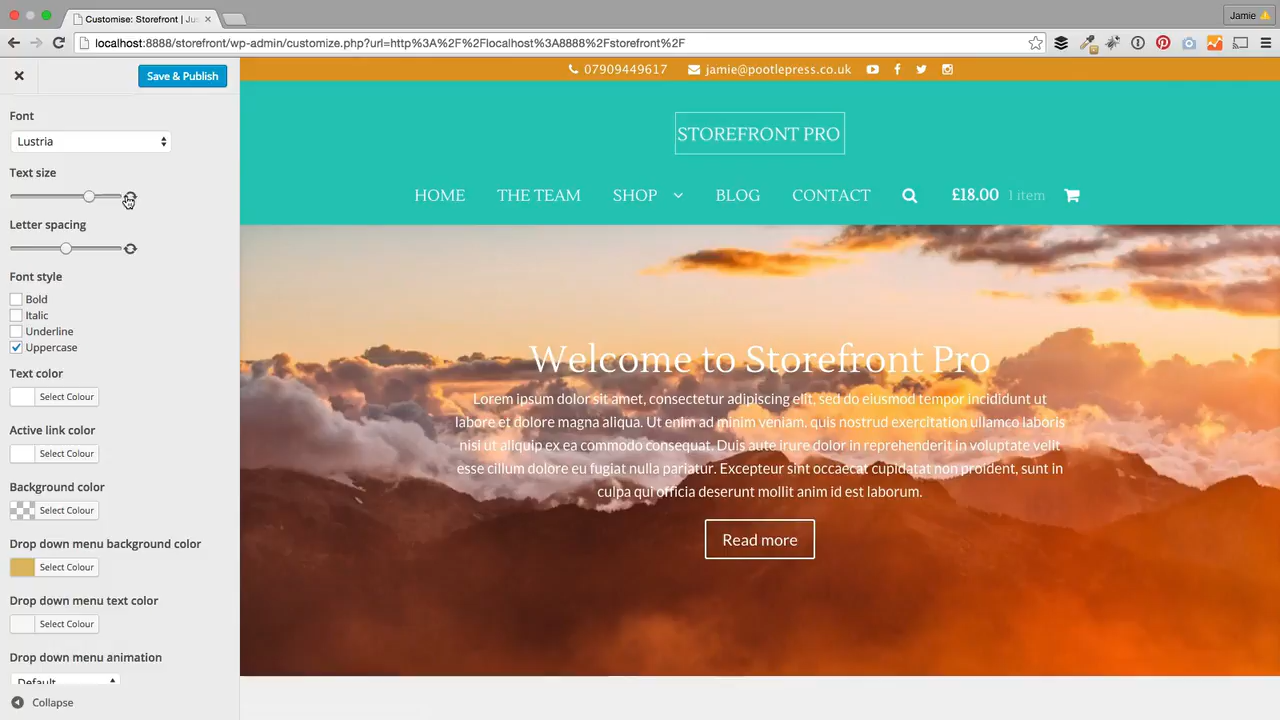 Customise: Storefront | Jus
Jamie
localhost:8888/storefront/wp-admin/customize.php?url=http%3A%2F%2Flocalhost%3A8888%2Fstorefront%2F
Save & Publish
Font
Lustria
Text size
Letter spacing
Font style
Bold
Italic
Underline
Uppercase
Text color
Select Colour
Active link color
Select Colour
Background color
Select Colour
Drop down menu background color
Select Colour
Drop down menu text color
Select Colour
Drop down menu animation
Default
Collapse
07909449617 jamie@pootlepress.co.uk
STOREFRONT PRO
HOME THE TEAM SHOP BLOG CONTACT £18.00 1 item
Welcome to Storefront Pro
Lorem ipsum dolor sit amet, consectetur adipiscing elit, sed do eiusmod tempor incididunt ut
labore et dolore magna aliqua. Ut enim ad minim veniam, quis nostrud exercitation ullamco laboris
nisi ut aliquip ex ea commodo consequat. Duis aute irure dolor in reprehenderit in voluptate velit
esse cillum dolore eu fugiat nulla pariatur. Excepteur sint occaecat cupidatat non proident, sunt in
culpa qui officia deserunt mollit anim id est laborum.
Read more